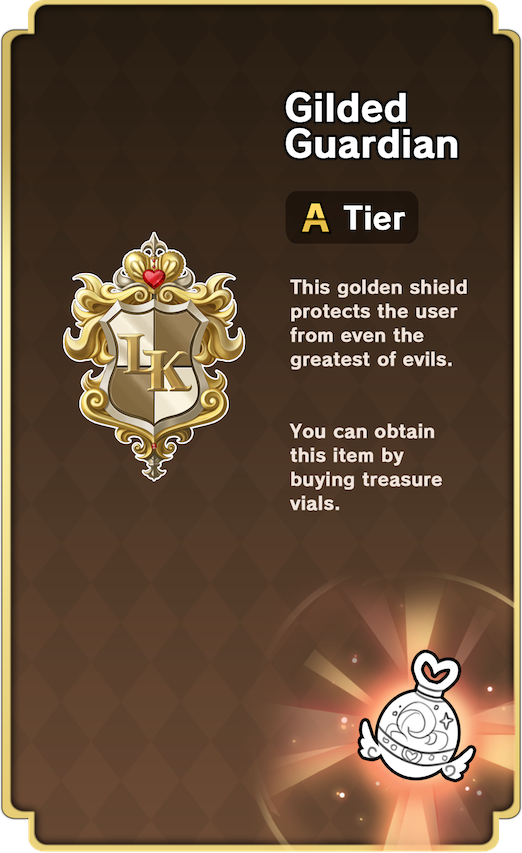 Gilded
Guardian
A Tier
LK
This golden shield
protects the user
from even the
greatest of evils.
You can obtain
this item by
buying treasure
vials.